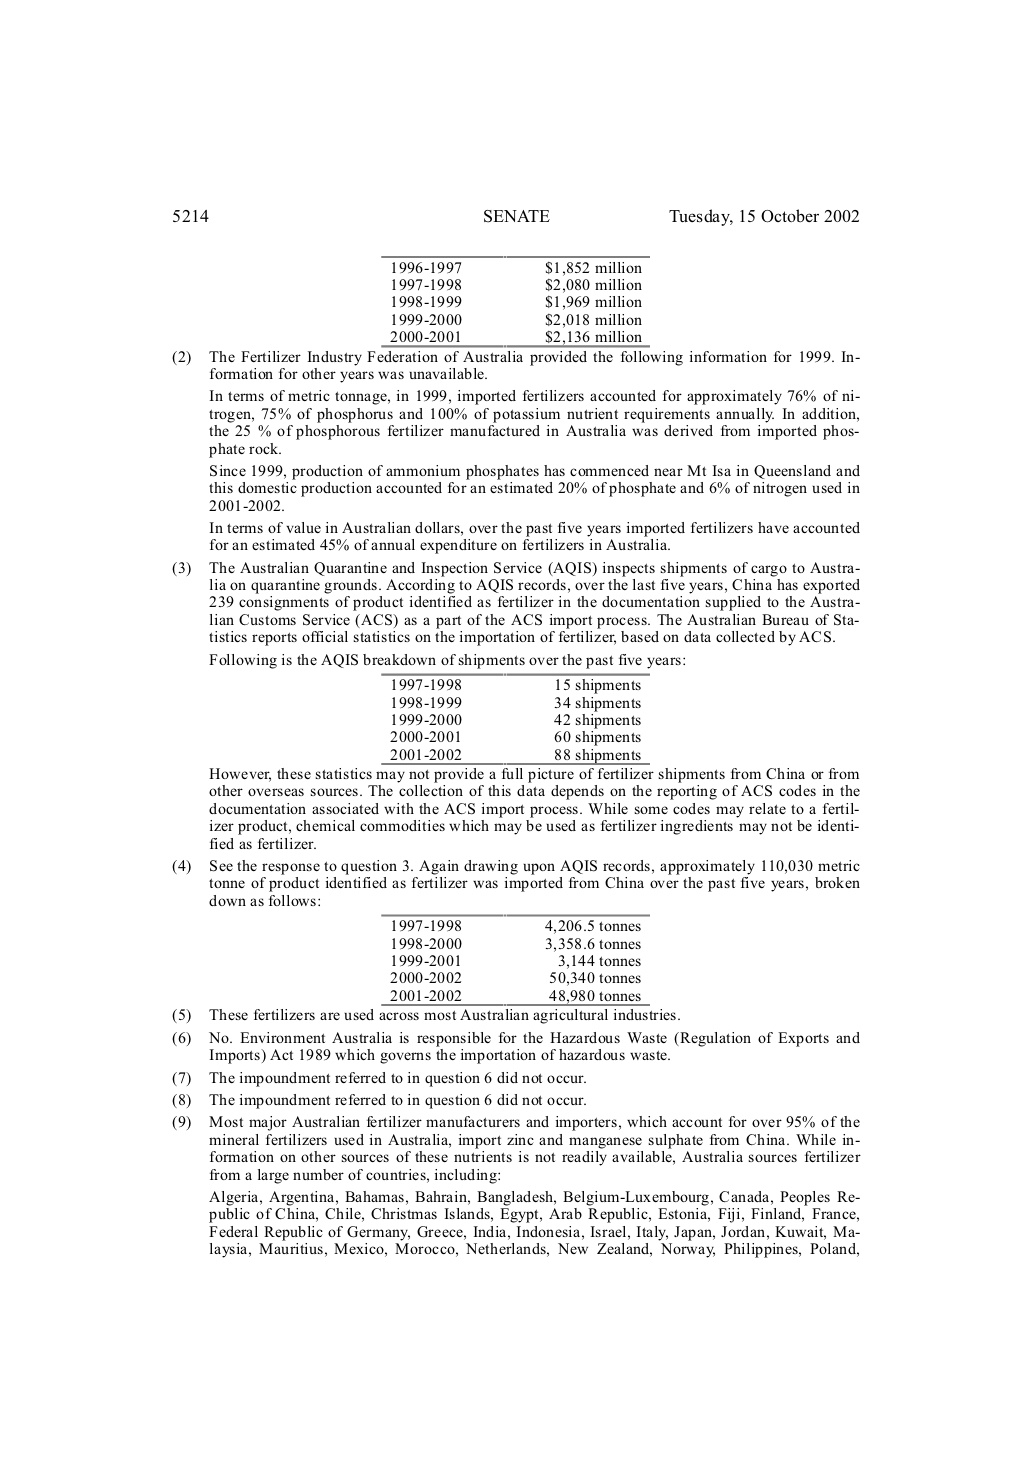 5214 SENATE Tuesday, 15 October 2002
1996-1997 $1,852 million
1997-1998 $2,080 million
1998-1999 $1,969 million
1999-2000 $2,018 million
2000-2001 $2,136 million
(2) The Fertilizer Industry Federation of Australia provided the following information for 1999. In-
formation for other years was unavailable.
In terms of metric tonnage, in 1999, imported fertilizers accounted for approximately 76% of ni-
trogen, 75% of phosphorus and 100% of potassium nutrient requirements annually. In addition,
the 25 % of phosphorous fertilizer manufactured in Australia was derived from imported phos-
phate rock.
Since 1999, production of ammonium phosphates has commenced near Mt Isa in Queensland and
this domestic production accounted for an estimated 20% of phosphate and 6% of nitrogen used in
2001-2002.
In terms of value in Australian dollars, over the past five years imported fertilizers have accounted
for an estimated 45% of annual expenditure on fertilizers in Australia.
(3) The Australian Quarantine and Inspection Service (AQIS) inspects shipments of cargo to Austra-
lia on quarantine grounds. According to AQIS records, over the last five years, China has exported
239 consignments of product identified as fertilizer in the documentation supplied to the Austra-
lian Customs Service (ACS) as a part of the ACS import process. The Australian Bureau of Sta-
tistics reports official statistics on the importation of fertilizer, based on data collected by ACS.
Following is the AQIS breakdown of shipments over the past five years:
1997-1998 15 shipments
1998-1999 34 shipments
1999-2000 42 shipments
2000-2001 60 shipments
2001-2002 88 shipments
However, these statistics may not provide a full picture of fertilizer shipments from China or from
other overseas sources. The collection of this data depends on the reporting of ACS codes in the
documentation associated with the ACS import process. While some codes may relate to a fertil-
izer product, chemical commodities which may be used as fertilizer ingredients may not be identi-
fied as fertilizer.
(4) See the response to question 3. Again drawing upon AQIS records, approximately 110,030 metric
tonne of product identified as fertilizer was imported from China over the past five years, broken
down as follows:
1997-1998 4,206.5 tonnes
1998-2000 3,358.6 tonnes
1999-2001 3,144 tonnes
2000-2002 50,340 tonnes
2001-2002 48,980 tonnes
(5) These fertilizers are used across most Australian agricultural industries.
(6) No. Environment Australia is responsible for the Hazardous Waste (Regulation of Exports and
Imports) Act 1989 which governs the importation of hazardous waste.
(7) The impoundment referred to in question 6 did not occur.
(8) The impoundment referred to in question 6 did not occur.
(9) Most major Australian fertilizer manufacturers and importers, which account for over 95% of the
mineral fertilizers used in Australia, import zinc and manganese sulphate from China. While in-
formation on other sources of these nutrients is not readily available, Australia sources fertilizer
from a large number of countries, including:
Algeria, Argentina, Bahamas, Bahrain, Bangladesh, Belgium-Luxembourg, Canada, Peoples Re-
public of China, Chile, Christmas Islands, Egypt, Arab Republic, Estonia, Fiji, Finland, France,
Federal Republic of Germany, Greece, India, Indonesia, Israel, Italy, Japan, Jordan, Kuwait, Ma-
laysia, Mauritius, Mexico, Morocco, Netherlands, New Zealand, Norway, Philippines, Poland,